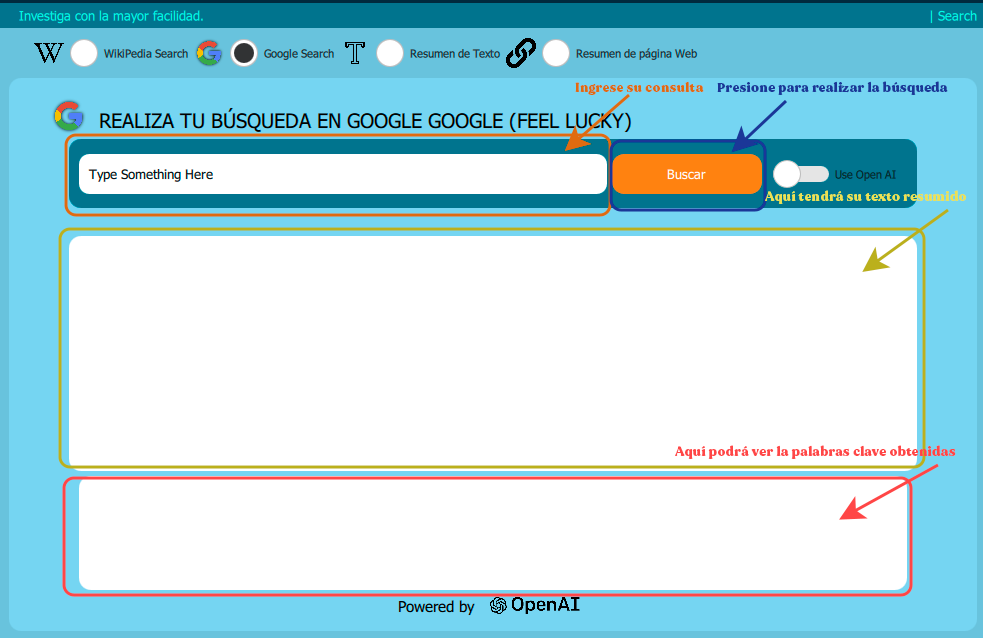 Investiga con la mayor facilidad.
| Search
WikiPedia Search
Google Search
Resumen de Texto
Resumen de página Web
Ingrese su consulta
Presione para realizar la búsqueda
REALIZA TU BÚSQUEDA EN GOOGLE GOOGLE (FEEL LUCKY)
Type Something Here
Buscar
Use Open AI
Aquí tendrá su texto resumido
Aquí podrá ver la palabras clave obtenidas
Powered by OpenAI